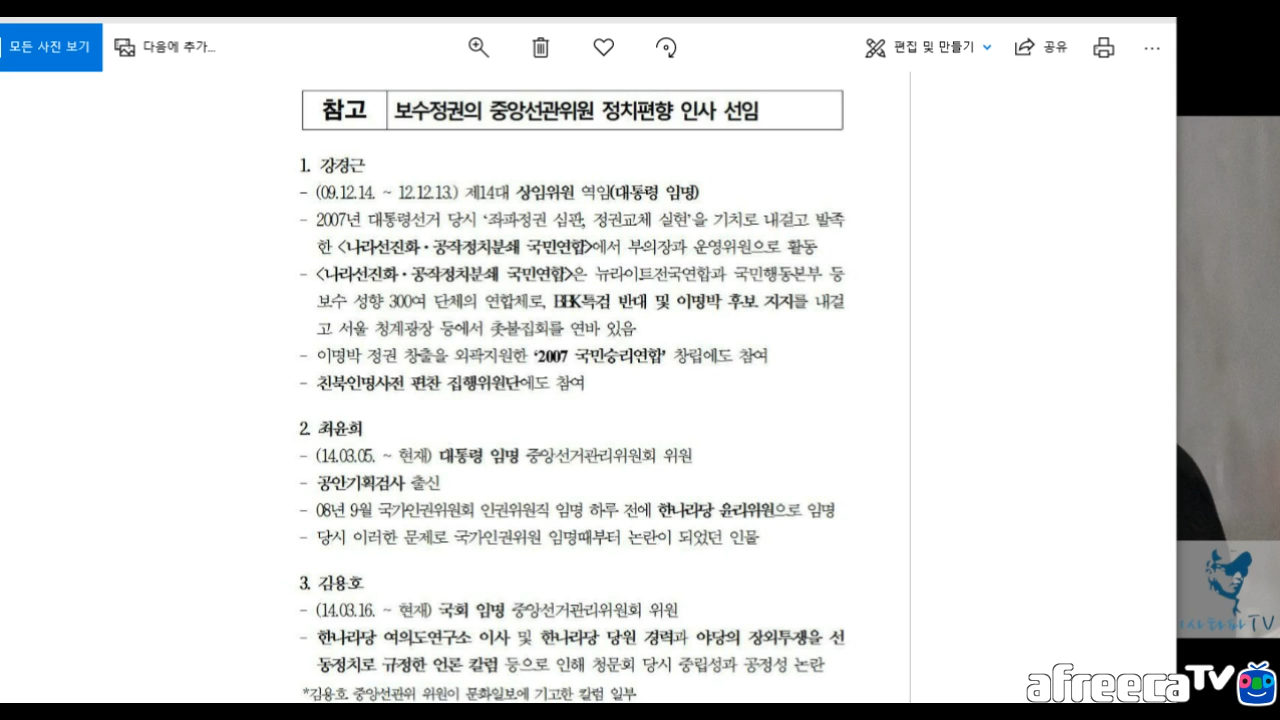 모든 사진 보기
다음에 추가...
편집 및 만들기
공유
참고
보수정권의 중앙선관위원 정치편향 인사 선임
1. 강경근
- (09.12.14. ~ 12.12.13.) 제14대 상임위원 역임(대통령 임명)
- 2007년 대통령선거 당시 '좌파정권 심판, 정권교체 실현'을 기치로 내걸고 발족
한 <나라선진화·공작정치분쇄 국민연합>에서 부의장과 운영위원으로 활동
- <나라선진화·공작정치분쇄 국민연합>은 뉴라이트전국연합과 국민행동본부 등
보수 성향 300여 단체의 연합체로, BBK특검 반대 및 이명박 후보 지지를 내걸
고 서울 청계광장 등에서 촛불집회를 연바 있음
- 이명박 정권 창출을 외곽지원한 '2007 국민승리연합' 창립에도 참여
- 친북인명사전 편찬 집행위원단에도 참여
2. 최윤희
- (14.03.05. ~ 현재) 대통령 임명 중앙선거관리위원회 위원
- 공안기획검사 출신
- 08년 9월 국가인권위원회 인권위원직 임명 하루 전에 한나라당 윤리위원으로 임명
- 당시 이러한 문제로 국가인권위원 임명때부터 논란이 되었던 인물
3. 김용호
- (14.03.16. ~ 현재) 국회 임명 중앙선거관리위원회 위원
- 한나라당 여의도연구소 이사 및 한나라당 당원 경력과 야당의 장외투쟁을 선
동정치로 규정한 언론 칼럼 등으로 인해 청문회 당시 중립성과 공정성 논란
*김용호 중앙선관위 위원이 문화일보에 기고한 칼럼 일부
TV
afreecaTV